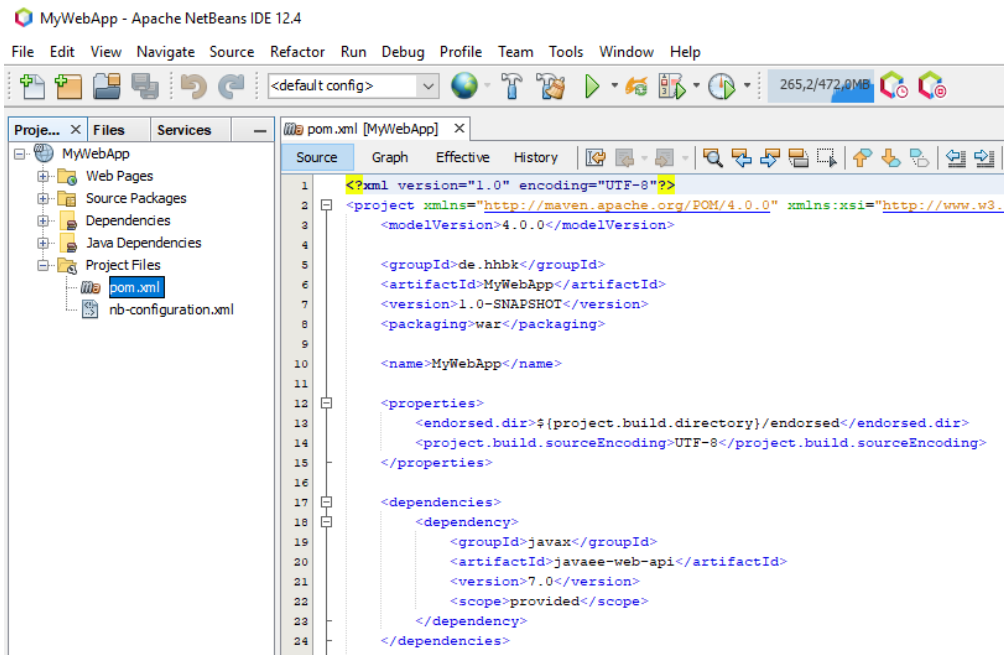 MyWebApp - Apache NetBeans IDE 12.4
File Edit View Navigate Source Refactor Run Debug Profile Team Tools Window Help
<default config>
265,2/472,0MB
Proje... Files Services
MyWebApp
Web Pages
Source Packages
Dependencies
Java Dependencies
Project Files
pom.xml
nb-configuration.xml
pom.xml [MyWebApp]
Source Graph Effective History
1 <?xml version="1.0" encoding="UTF-8"?>
2 <project xmlns="http://maven.apache.org/POM/4.0.0" xmlns:xsi="http://www.w3.
3 <modelVersion>4.0.0</modelVersion>
4
5 <groupId>de.hhbk</groupId>
6 <artifactId>MyWebApp</artifactId>
7 <version>1.0-SNAPSHOT</version>
8 <packaging>war</packaging>
9
10 <name>MyWebApp</name>
11
12 <properties>
13 <endorsed.dir>${project.build.directory}/endorsed</endorsed.dir>
14 <project.build.sourceEncoding>UTF-8</project.build.sourceEncoding>
15 </properties>
16
17 <dependencies>
18 <dependency>
19 <groupId>javax</groupId>
20 <artifactId>javaee-web-api</artifactId>
21 <version>7.0</version>
22 <scope>provided</scope>
23 </dependency>
24 </dependencies>